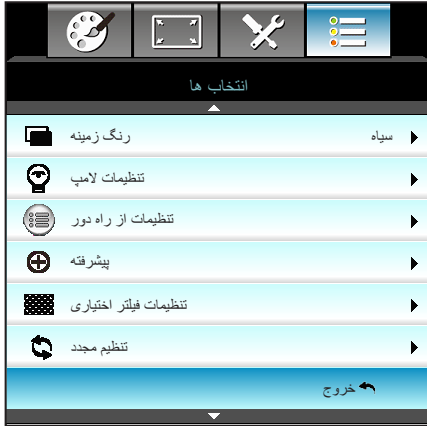 انتخاب ها
رنگ زمینه سیاه
تنظیمات لامپ
تنظیمات از راه دور
پیشرفته
تنظیمات فیلتر اختیاری
تنظیم مجدد
خروج